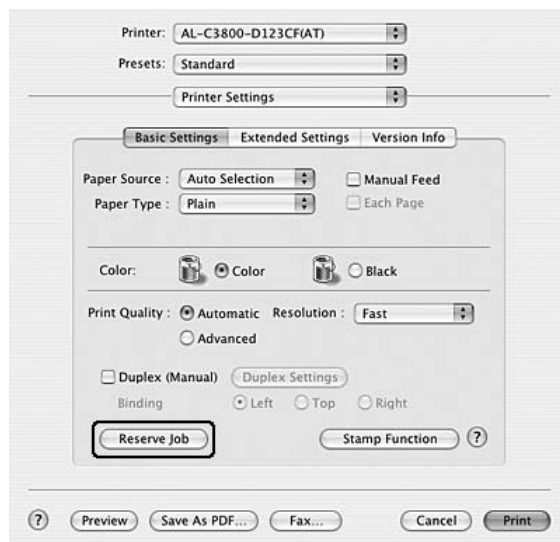 Printer: AL-C3800-D123CF(AT)
Presets: Standard
Printer Settings
Basic Settings Extended Settings Version Info
Paper Source : Auto Selection Manual Feed
Paper Type : Plain Each Page
Color: Color Black
Print Quality : Automatic Resolution : Fast
Advanced
Duplex (Manual) Duplex Settings
Binding Left Top Right
Reserve Job Stamp Function ?
? Preview Save As PDF... Fax... Cancel Print